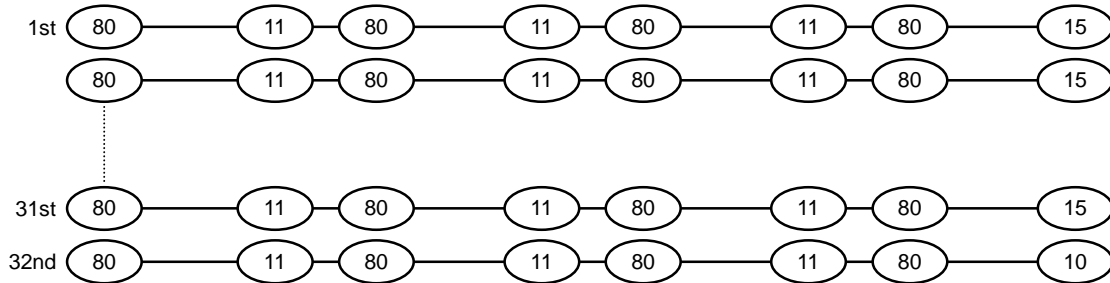 1st 80 11 80 11 80 11 80 15
80 11 80 11 80 11 80 15
31st 80 11 80 11 80 11 80 15
32nd 80 11 80 11 80 11 80 10